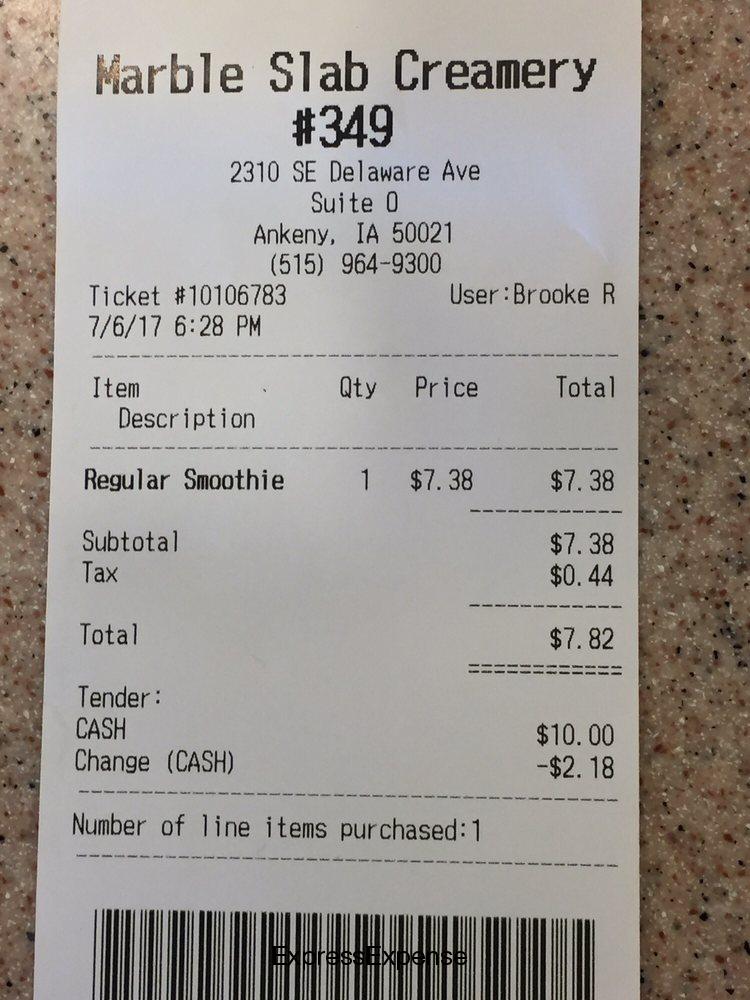 Marble Slab Creamery
#349
2310 SE Delaware Ave
Suite O
Ankeny, IA 50021
(515) 964-9300
Ticket #10106783 User:Brooke R
7/6/17 6:28 PM
Item Qty Price Total
Description
Regular Smoothie 1 $7.38 $7.38
Subtotal $7.38
Tax $0.44
Total $7.82
Tender:
CASH $10.00
Change (CASH) -$2.18
Number of line items purchased:1
ExpressExpense